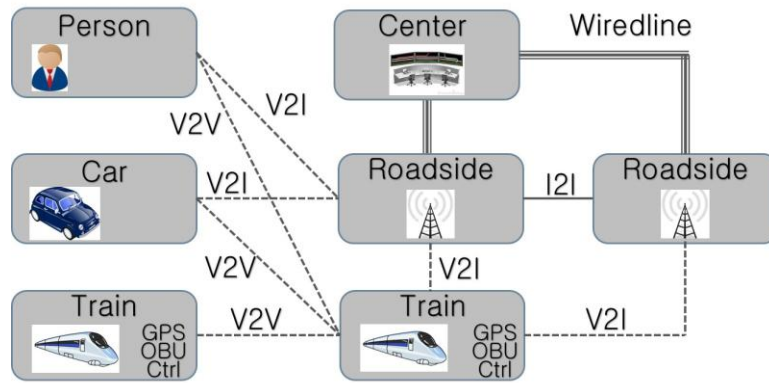 Person
Center
Wiredline
V2I
V2V
Car
V2I
Roadside
I2I
Roadside
V2V
V2I
Train
GPS
OBU
Ctrl
V2V
Train
GPS
OBU
Ctrl
V2I